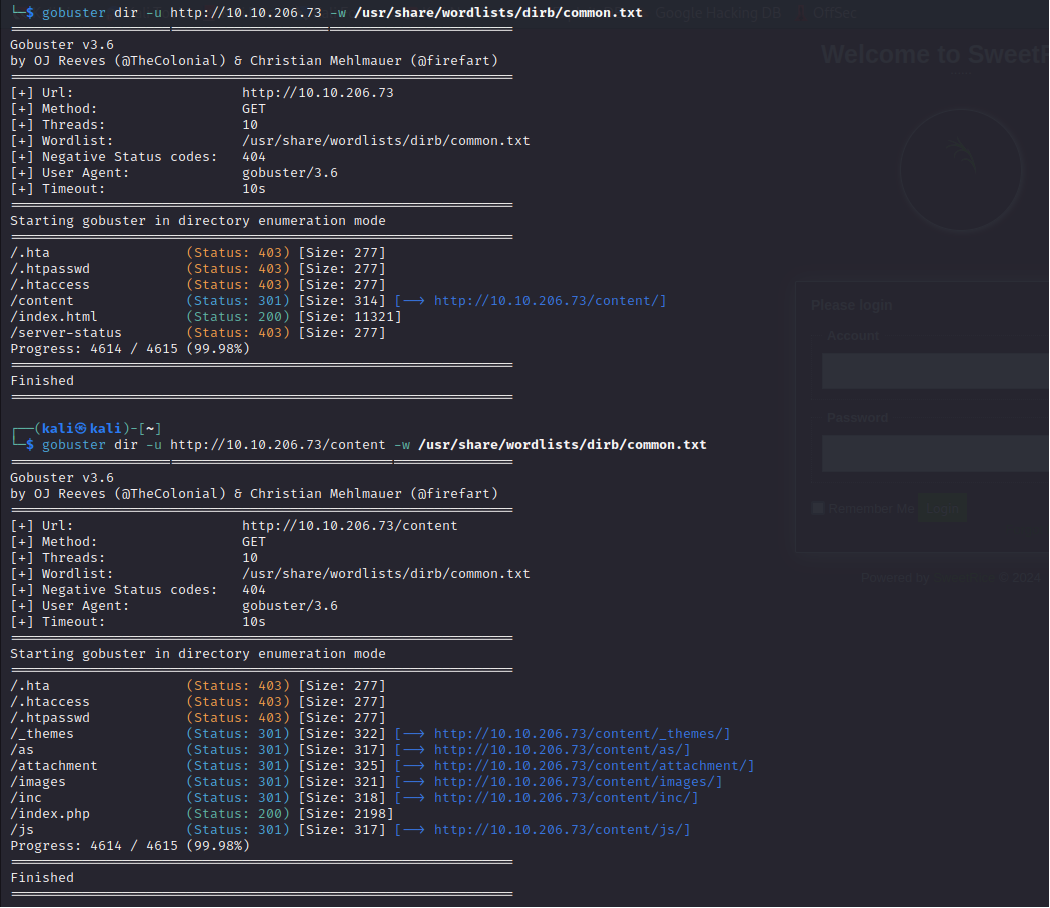 └─$ gobuster dir -u http://10.10.206.73 -w /usr/share/wordlists/dirb/common.txt
Google Hacking DB OffSec
===============================================================
Gobuster v3.6
by OJ Reeves (@TheColonial) & Christian Mehlmauer (@firefart)
===============================================================
[+] Url: http://10.10.206.73
[+] Method: GET
[+] Threads: 10
[+] Wordlist: /usr/share/wordlists/dirb/common.txt
[+] Negative Status codes: 404
[+] User Agent: gobuster/3.6
[+] Timeout: 10s
===============================================================
Starting gobuster in directory enumeration mode
===============================================================
/.hta (Status: 403) [Size: 277]
/.htpasswd (Status: 403) [Size: 277]
/.htaccess (Status: 403) [Size: 277]
/content (Status: 301) [Size: 314] [--> http://10.10.206.73/content/]
/index.html (Status: 200) [Size: 11321]
/server-status (Status: 403) [Size: 277]
Progress: 4614 / 4615 (99.98%)
===============================================================
Finished
===============================================================
┌──(kali㉿kali)-[~]
└─$ gobuster dir -u http://10.10.206.73/content -w /usr/share/wordlists/dirb/common.txt
===============================================================
Gobuster v3.6
by OJ Reeves (@TheColonial) & Christian Mehlmauer (@firefart)
===============================================================
[+] Url: http://10.10.206.73/content
[+] Method: GET
[+] Threads: 10
[+] Wordlist: /usr/share/wordlists/dirb/common.txt
[+] Negative Status codes: 404
[+] User Agent: gobuster/3.6
[+] Timeout: 10s
===============================================================
Starting gobuster in directory enumeration mode
===============================================================
/.hta (Status: 403) [Size: 277]
/.htaccess (Status: 403) [Size: 277]
/.htpasswd (Status: 403) [Size: 277]
/_themes (Status: 301) [Size: 322] [--> http://10.10.206.73/content/_themes/]
/as (Status: 301) [Size: 317] [--> http://10.10.206.73/content/as/]
/attachment (Status: 301) [Size: 325] [--> http://10.10.206.73/content/attachment/]
/images (Status: 301) [Size: 321] [--> http://10.10.206.73/content/images/]
/inc (Status: 301) [Size: 318] [--> http://10.10.206.73/content/inc/]
/index.php (Status: 200) [Size: 2198]
/js (Status: 301) [Size: 317] [--> http://10.10.206.73/content/js/]
Progress: 4614 / 4615 (99.98%)
===============================================================
Finished
===============================================================
Welcome to SweetR
Please login
Account
Password
Remember Me Login
Powered by © 2024